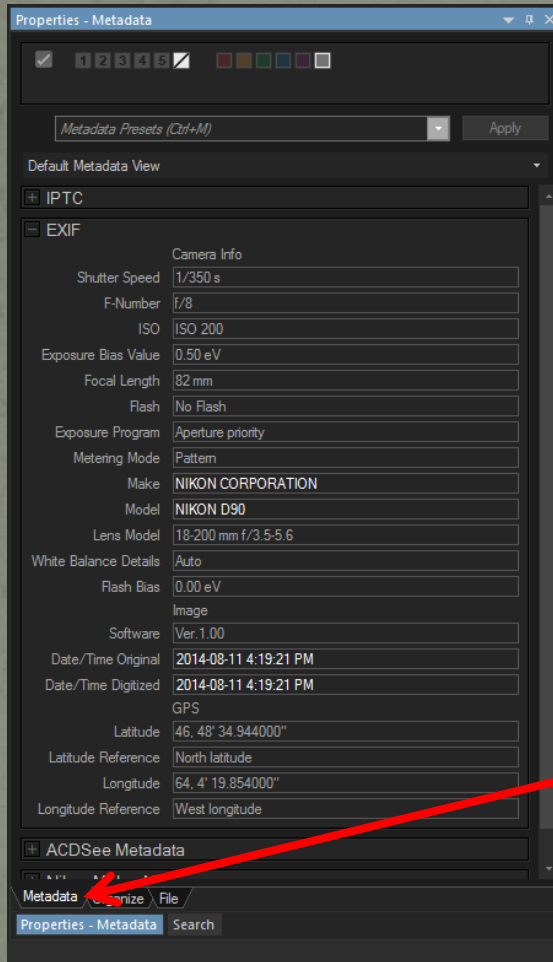 Properties - Metadata
1 2 3 4 5
Metadata Presets (Ctrl+M) Apply
Default Metadata View
IPTC
EXIF
Camera Info
Shutter Speed 1/350 s
F-Number f/8
ISO ISO 200
Exposure Bias Value 0.50 eV
Focal Length 82 mm
Flash No Flash
Exposure Program Aperture priority
Metering Mode Pattern
Make NIKON CORPORATION
Model NIKON D90
Lens Model 18-200 mm f/3.5-5.6
White Balance Details Auto
Flash Bias 0.00 eV
Image
Software Ver.1.00
Date/Time Original 2014-08-11 4:19:21 PM
Date/Time Digitized 2014-08-11 4:19:21 PM
GPS
Latitude 46, 48' 34.944000"
Latitude Reference North latitude
Longitude 64, 4' 19.854000"
Longitude Reference West longitude
ACDSee Metadata
Metadata Organize File
Properties - Metadata Search